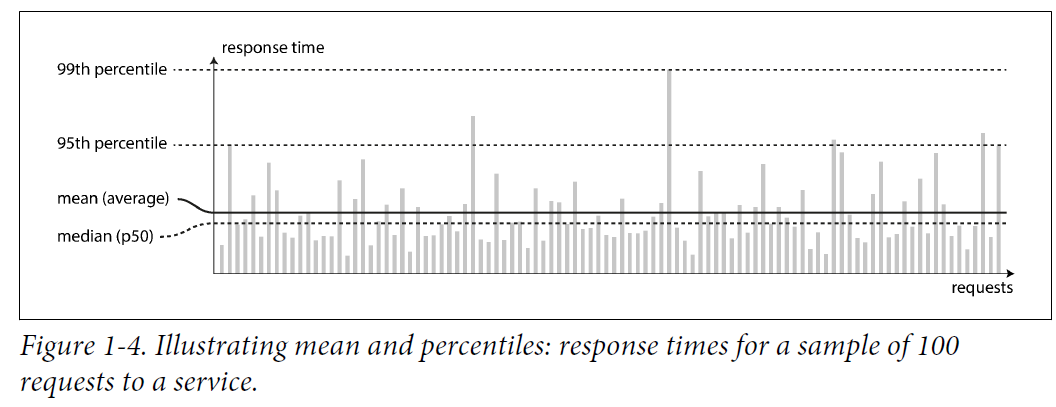 response time
99th percentile
95th percentile
mean (average)
median (p50)
requests
Figure 1-4. Illustrating mean and percentiles: response times for a sample of 100
requests to a service.